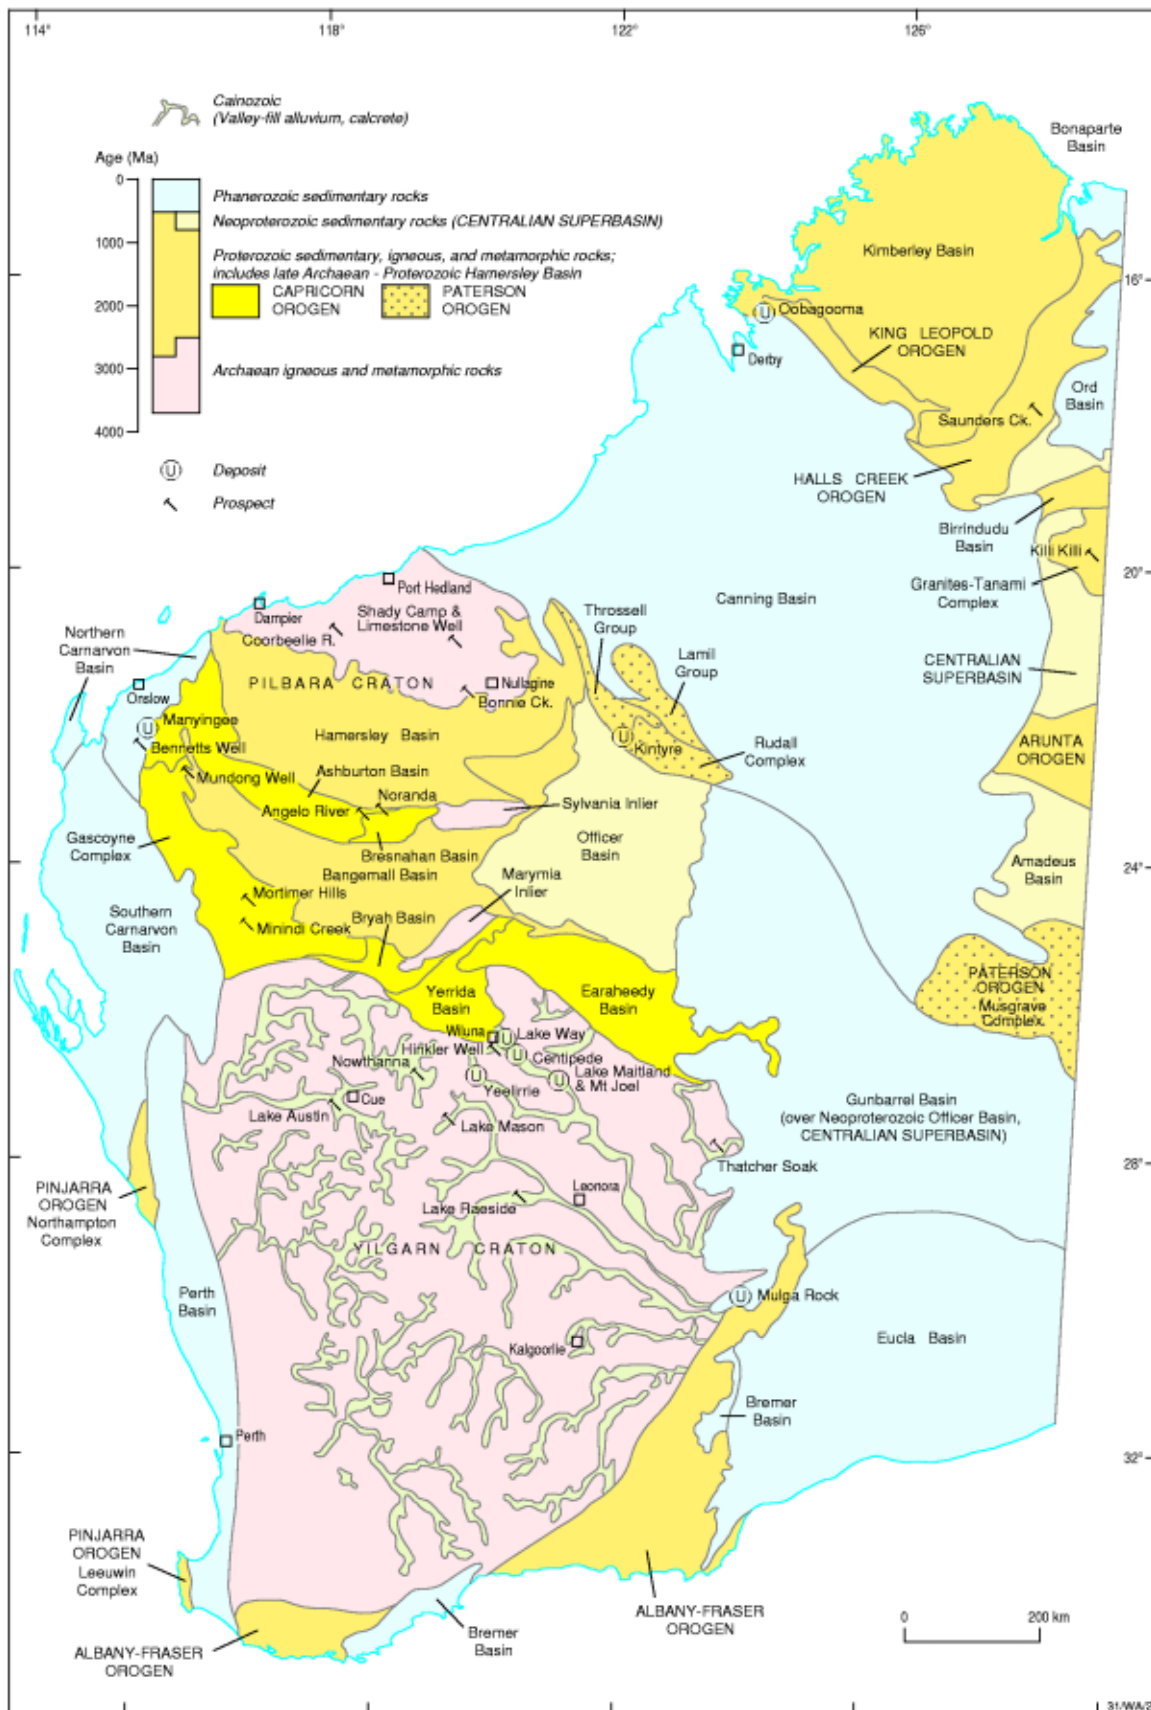 114°
118°
122°
126°
Cainozoic
(Valley-fill alluvium, calcrete)
Age (Ma)
0
1000
2000
3000
4000
Phanerozoic sedimentary rocks
Neoproterozoic sedimentary rocks (CENTRALIAN SUPERBASIN)
Proterozoic sedimentary, igneous, and metamorphic rocks;
includes late Archaean - Proterozoic Hamersley Basin
CAPRICORN
OROGEN
PATERSON
OROGEN
Archaean igneous and metamorphic rocks
U
Deposit
Prospect
Bonaparte
Basin
Kimberley Basin
16°
U
Oobagooma
KING LEOPOLD
OROGEN
Derby
Ord
Basin
Saunders Ck.
HALLS CREEK
OROGEN
Birrindudu
Basin
Killi Killi
20°
Granites-Tanami
Complex
Canning Basin
Port Hedland
Dampier
Shady Camp &
Limestone Well
Coorbeelie R.
Throssell
Group
Lamil
Group
Northern
Carnarvon
Basin
CENTRALIAN
SUPERBASIN
PILBARA CRATON
Nullagine
Bonnie Ck.
Onslow
U
Manyingee
Bennetts Well
Hamersley Basin
U
Kintyre
Rudall
Complex
ARUNTA
OROGEN
Mundong Well
Ashburton Basin
Noranda
Angelo River
Sylvania Inlier
Gascoyne
Complex
Officer
Basin
Bresnahan Basin
Bangemall Basin
Marymia
Inlier
Amadeus
Basin
24°
Mortimer Hills
Southern
Carnarvon
Basin
Bryah Basin
Minindi Creek
PATERSON
OROGEN
Musgrave
Complex
Yerrida
Basin
Earaheedy
Basin
Wiluna
U
Lake Way
Hinkler Well
U
Centipede
Nowthanna
U
Yeelirrie
U
Lake Maitland
& Mt Joel
Cue
Lake Austin
Lake Mason
Gunbarrel Basin
(over Neoproterozoic Officer Basin,
CENTRALIAN SUPERBASIN)
Thatcher Soak
28°
PINJARRA
OROGEN
Northampton
Complex
Leonora
Lake Raeside
YILGARN CRATON
Perth
Basin
U
Mulga Rock
Eucla Basin
Kalgoorlie
Bremer
Basin
Perth
32°
PINJARRA
OROGEN
Leeuwin
Complex
ALBANY-FRASER
OROGEN
0
200 km
Bremer
Basin
ALBANY-FRASER
OROGEN